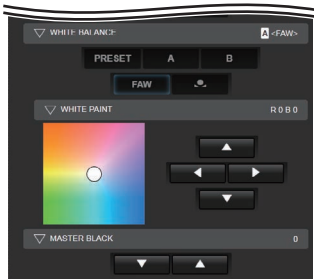 WHITE BALANCE A <FAW>
PRESET A B
FAW
WHITE PAINT R 0 B 0
MASTER BLACK 0